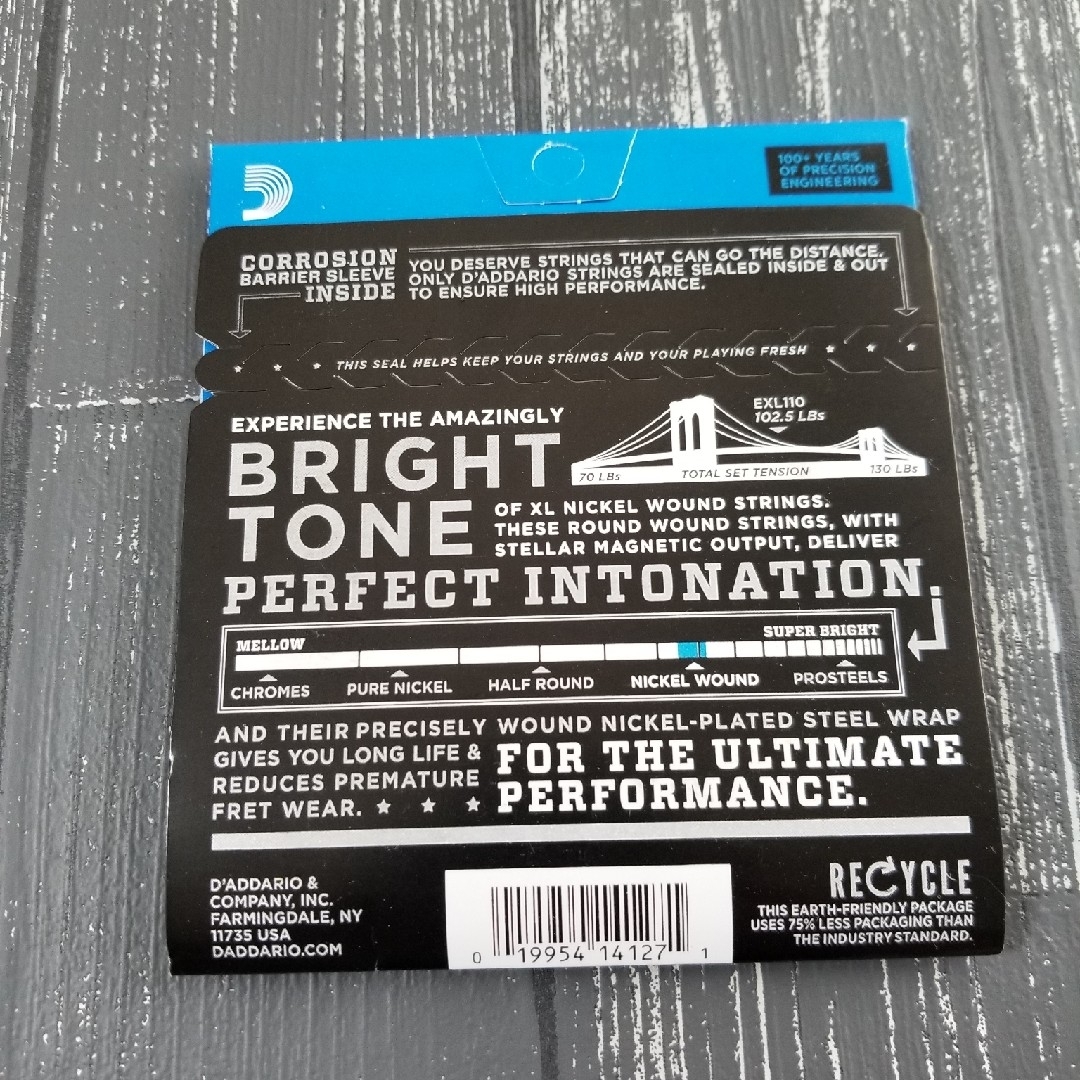 100+ YEARS
OF PRECISION
ENGINEERING
CORROSION
BARRIER SLEEVE
INSIDE
YOU DESERVE STRINGS THAT CAN GO THE DISTANCE.
ONLY D'ADDARIO STRINGS ARE SEALED INSIDE & OUT
TO ENSURE HIGH PERFORMANCE.
THIS SEAL HELPS KEEP YOUR STRINGS AND YOUR PLAYING FRESH
EXPERIENCE THE AMAZINGLY
BRIGHT
TONE
EXL110
102.5 LBs
70 LBs
TOTAL SET TENSION
130 LBs
OF XL NICKEL WOUND STRINGS.
THESE ROUND WOUND STRINGS, WITH
STELLAR MAGNETIC OUTPUT, DELIVER
PERFECT INTONATION.
MELLOW
SUPER BRIGHT
CHROMES
PURE NICKEL
HALF ROUND
NICKEL WOUND
PROSTEELS
AND THEIR PRECISELY WOUND NICKEL-PLATED STEEL WRAP
GIVES YOU LONG LIFE &
REDUCES PREMATURE
FRET WEAR.
FOR THE ULTIMATE
PERFORMANCE.
D'ADDARIO &
COMPANY, INC.
FARMINGDALE, NY
11735 USA
DADDARIO.COM
0 19954 14127 1
RECYCLE
THIS EARTH-FRIENDLY PACKAGE
USES 75% LESS PACKAGING THAN
THE INDUSTRY STANDARD.